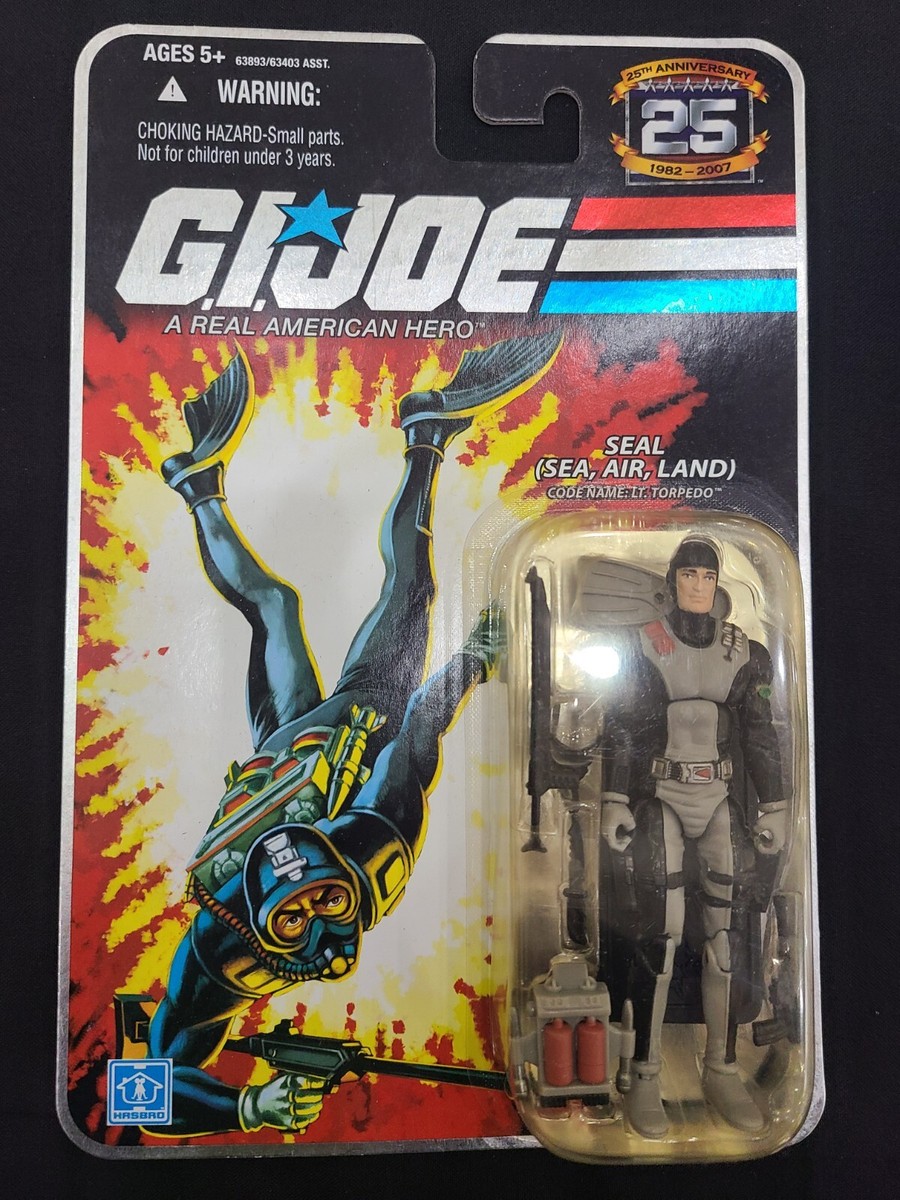 AGES 5+ 63893/63403 ASST.
WARNING:
CHOKING HAZARD-Small parts.
Not for children under 3 years.
25TH ANNIVERSARY
25
1982 – 2007
G.I. JOE
A REAL AMERICAN HERO™
SEAL
(SEA, AIR, LAND)
CODE NAME: LT. TORPEDO™
HASBRO